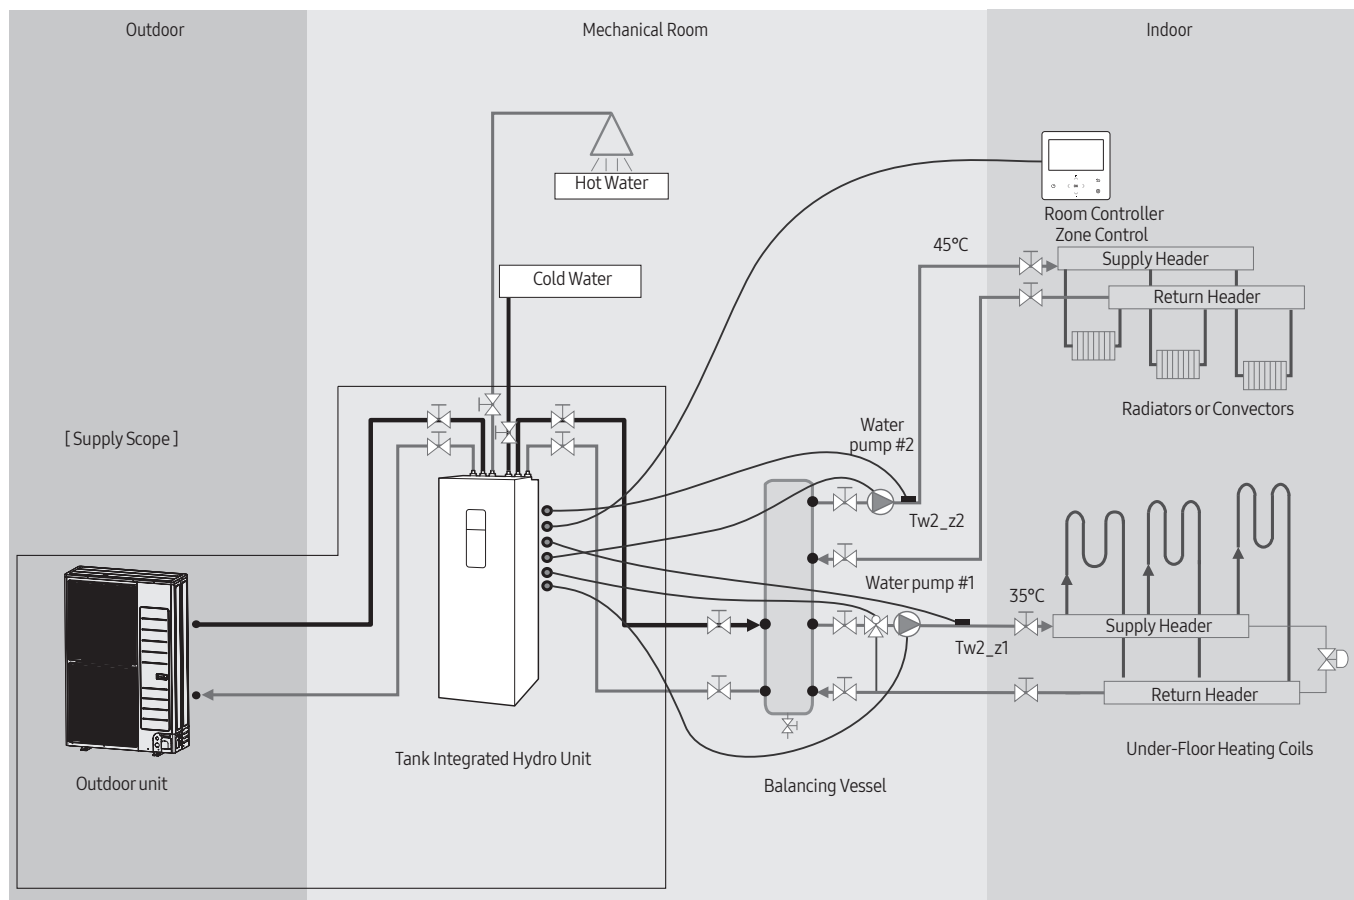 Outdoor
Mechanical Room
Indoor
Hot Water
Room Controller
Zone Control
Cold Water
45°C
Supply Header
Return Header
Radiators or Convectors
[ Supply Scope ]
Water
pump #2
Tw2_z2
Water pump #1
35°C
Supply Header
Tw2_z1
Return Header
Under-Floor Heating Coils
Tank Integrated Hydro Unit
Outdoor unit
Balancing Vessel